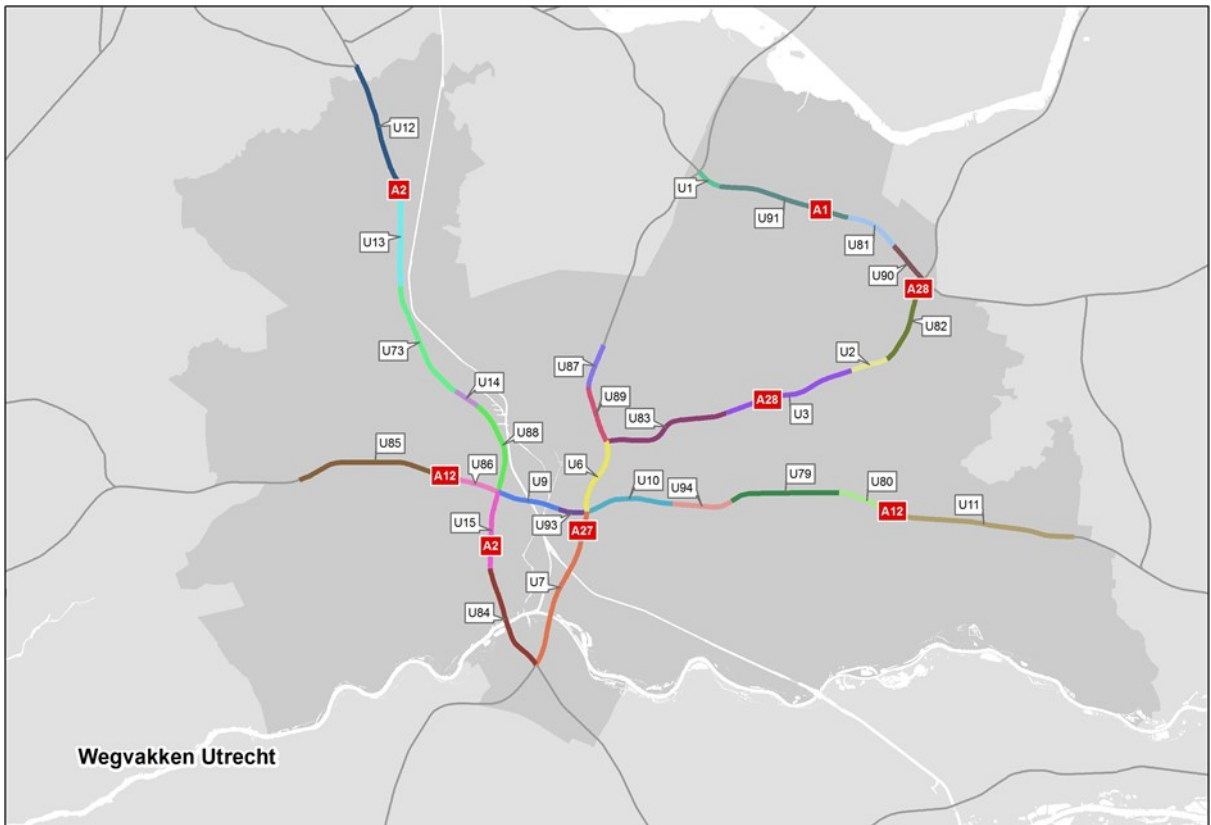 U12
A2
U1
A1
U91
U13
U81
U90
A28
U82
U73
U2
U87
U14
U89
A28
U3
U83
U88
U85
A12
U86
U6
U9
U10
U94
U79
U80
A12
U11
U93
U15
A27
A2
U7
U84
Wegvakken Utrecht